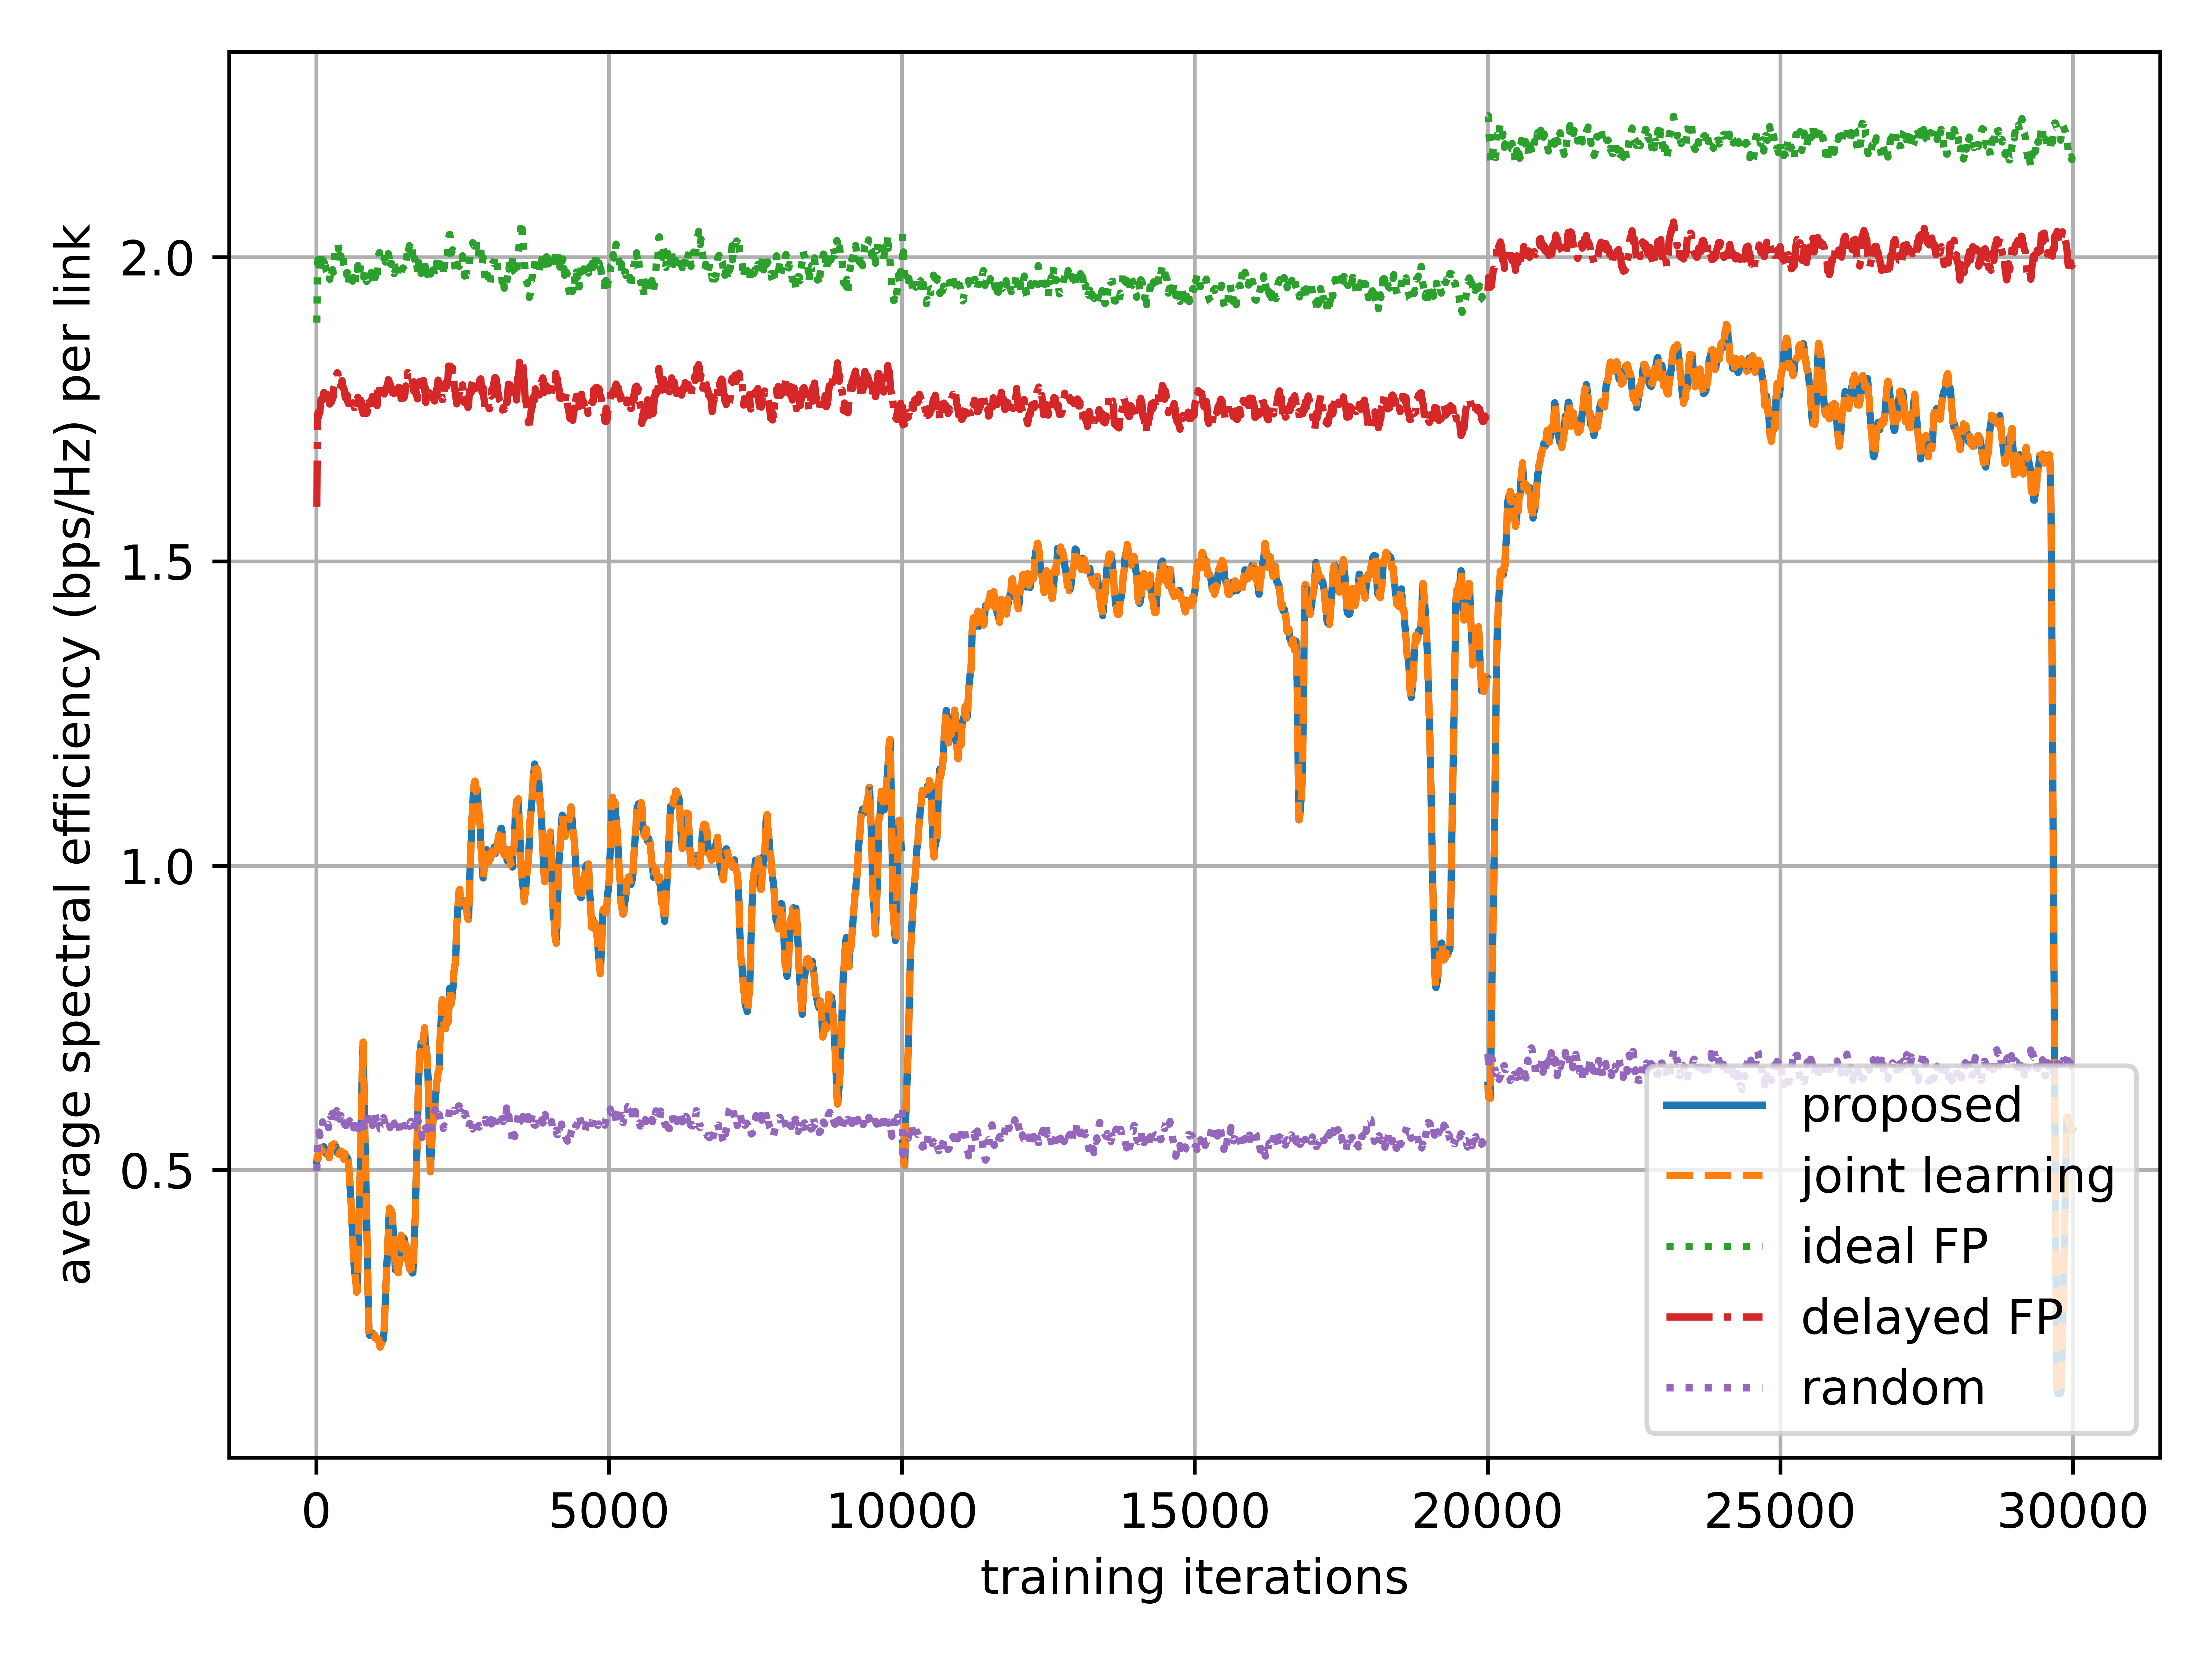 average spectral efficiency (bps/Hz) per link
2.0
1.5
1.0
0.5
proposed
joint learning
ideal FP
delayed FP
random
0 5000 10000 15000 20000 25000 30000
training iterations